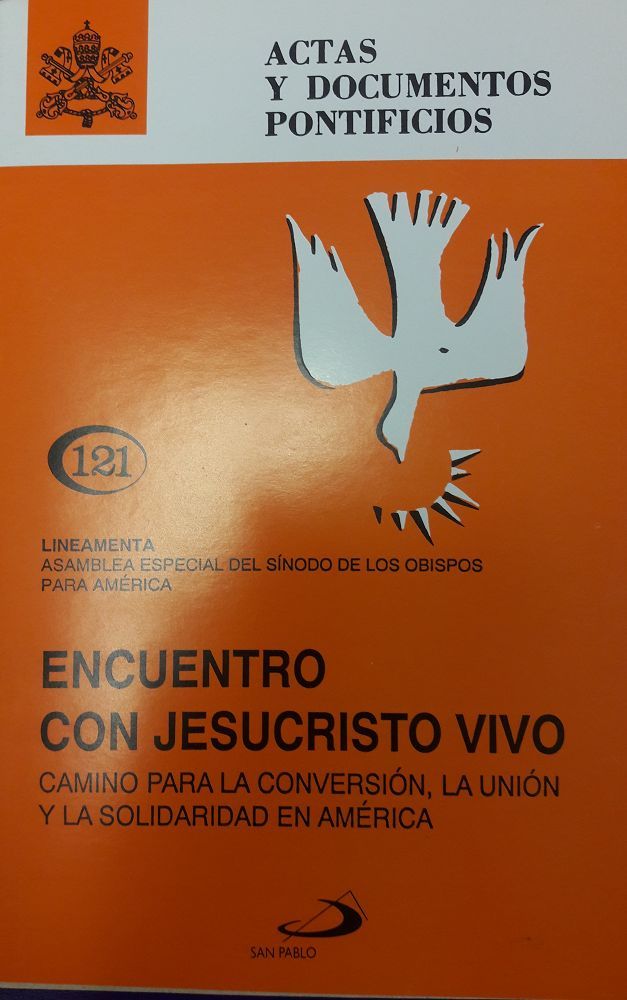 ACTAS
Y DOCUMENTOS
PONTIFICIOS
121
LINEAMENTA
ASAMBLEA ESPECIAL DEL SÍNODO DE LOS OBISPOS
PARA AMÉRICA
ENCUENTRO
CON JESUCRISTO VIVO
CAMINO PARA LA CONVERSIÓN, LA UNIÓN
Y LA SOLIDARIDAD EN AMÉRICA
SAN PABLO